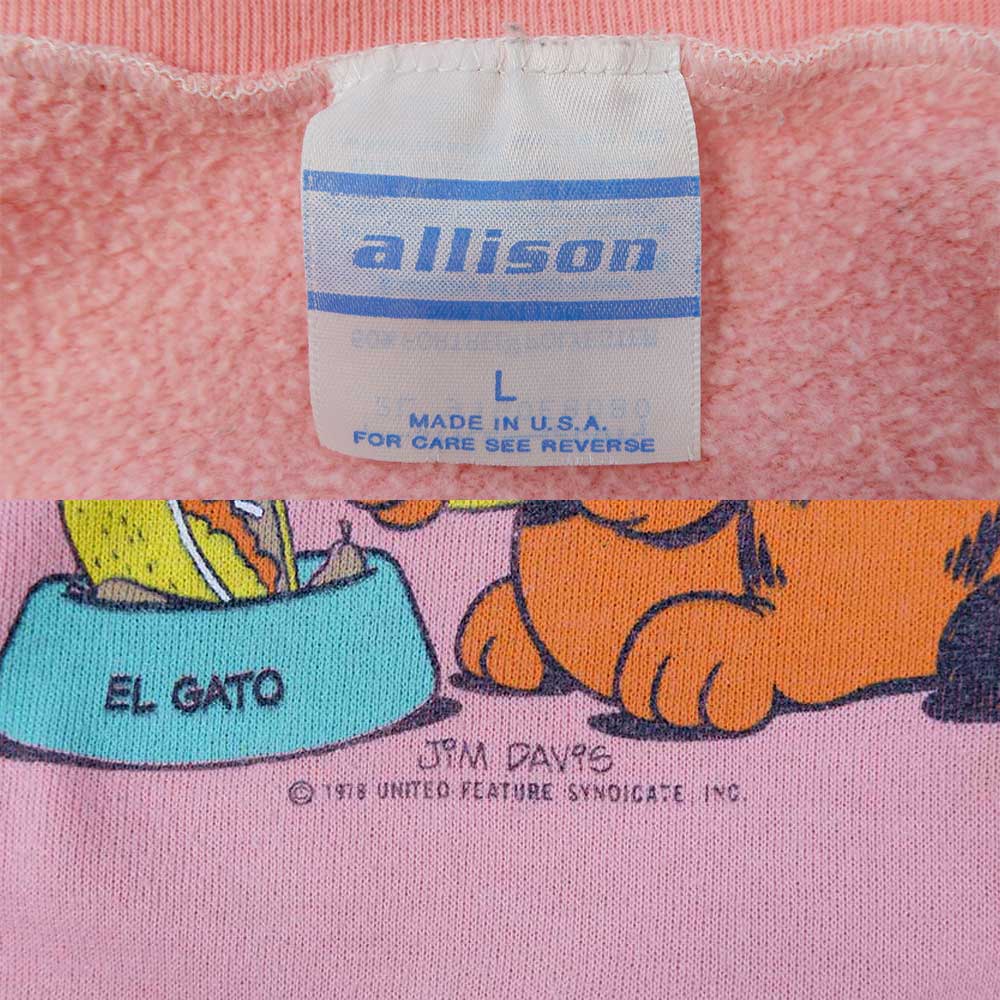 allison
L
MADE IN U.S.A.
FOR CARE SEE REVERSE
EL GATO
JIM DAVIS
© 1978 UNITED FEATURE SYNDICATE, INC.